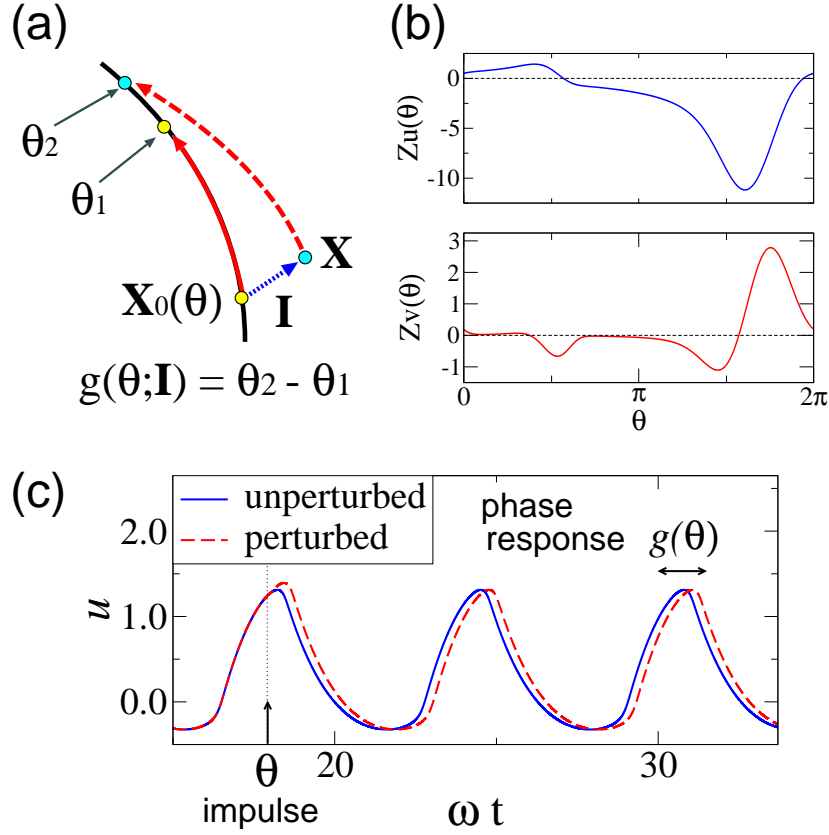 (a)
θ2
θ1
X
X0(θ)
I
g(θ;I) = θ2 - θ1
(b)
Zu(θ)
0
-5
-10
Zv(θ)
3
2
1
0
-1
0
π
2π
θ
(c)
unperturbed
perturbed
phase
response
g(θ)
u
2.0
1.0
0.0
θ
20
30
impulse
ω t